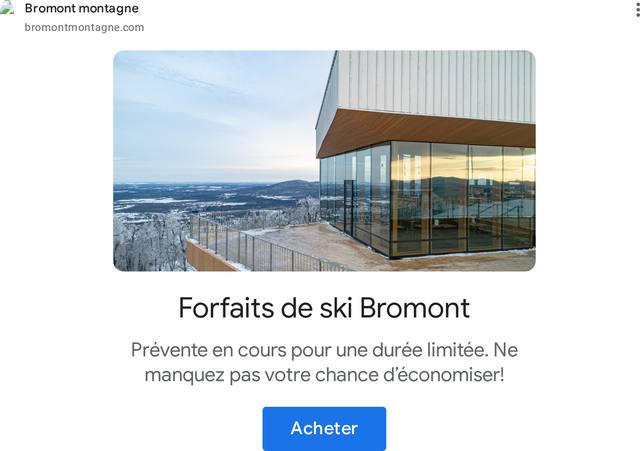 Bromont montagne
bromontmontagne.com
Forfaits de ski Bromont
Prévente en cours pour une durée limitée. Ne
manquez pas votre chance d’économiser!
Acheter